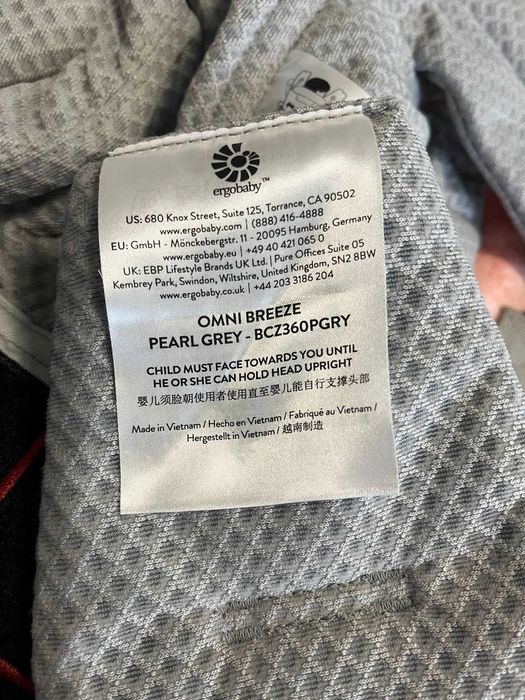 ergobaby™
US: 680 Knox Street, Suite 125, Torrance, CA 90502
www.ergobaby.com | (888) 416-4888
EU: GmbH - Mönckebergstr. 11 - 20095 Hamburg, Germany
www.ergobaby.eu | +49 40 421 065 0
UK: EBP Lifestyle Brands UK Ltd. | Pure Offices Suite 05
Kembrey Park, Swindon, Wiltshire, United Kingdom, SN2 8BW
www.ergobaby.co.uk | +44 203 3186 204
OMNI BREEZE
PEARL GREY - BCZ360PGRY
CHILD MUST FACE TOWARDS YOU UNTIL
HE OR SHE CAN HOLD HEAD UPRIGHT
婴儿须脸朝使用者使用直至婴儿能自行支撑头部
Made in Vietnam / Hecho en Vietnam / Fabriqué au Vietnam /
Hergestellt in Vietnam / 越南制造